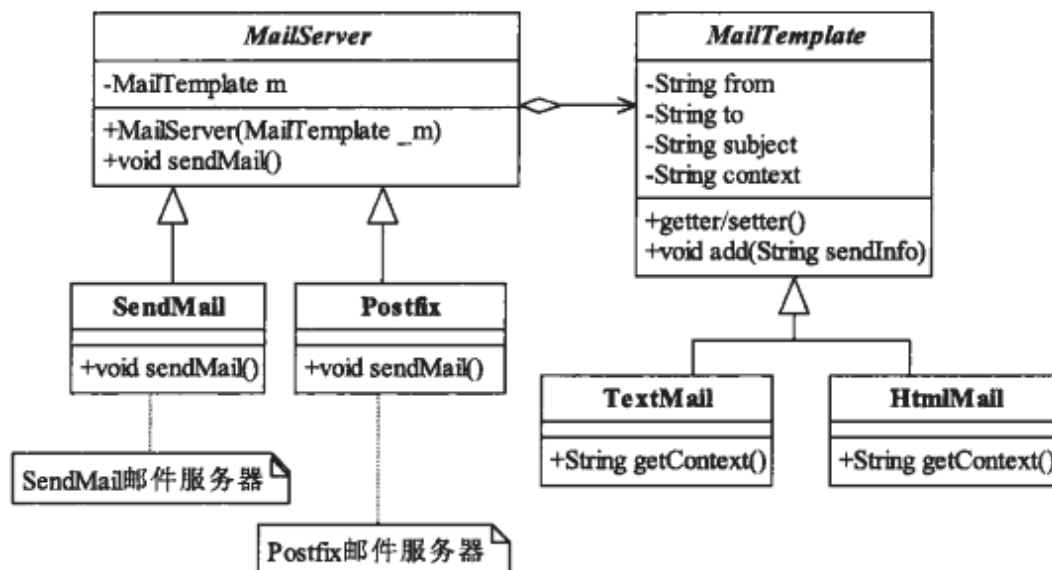 MailServer
-MailTemplate m
+MailServer(MailTemplate _m)
+void sendMail()
MailTemplate
-String from
-String to
-String subject
-String context
+getter/setter()
+void add(String sendInfo)
SendMail
+void sendMail()
Postfix
+void sendMail()
TextMail
+String getContext()
HtmlMail
+String getContext()
SendMail邮件服务器
Postfix邮件服务器